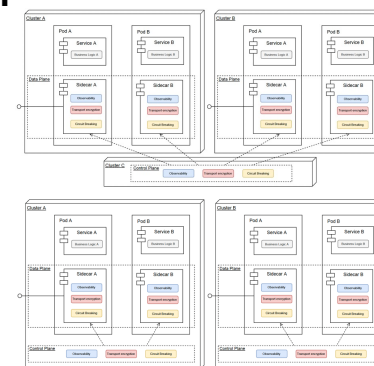 Cluster A
Pod A
Pod B
Service A
Business Logic A
Service B
Business Logic B
Data Plane
Sidecar A
Observability
Transport encryption
Circuit Breaking
Sidecar B
Observability
Transport encryption
Circuit Breaking
Cluster B
Pod A
Pod B
Service A
Business Logic A
Service B
Business Logic B
Data Plane
Sidecar A
Observability
Transport encryption
Circuit Breaking
Sidecar B
Observability
Transport encryption
Circuit Breaking
Cluster C
Control Plane
Observability
Transport encryption
Circuit Breaking
Cluster A
Pod A
Pod B
Service A
Business Logic A
Service B
Business Logic B
Data Plane
Sidecar A
Observability
Transport encryption
Circuit Breaking
Sidecar B
Observability
Transport encryption
Circuit Breaking
Control Plane
Observability
Transport encryption
Circuit Breaking
Cluster B
Pod A
Pod B
Service A
Business Logic A
Service B
Business Logic B
Data Plane
Sidecar A
Observability
Transport encryption
Circuit Breaking
Sidecar B
Observability
Transport encryption
Circuit Breaking
Control Plane
Observability
Transport encryption
Circuit Breaking